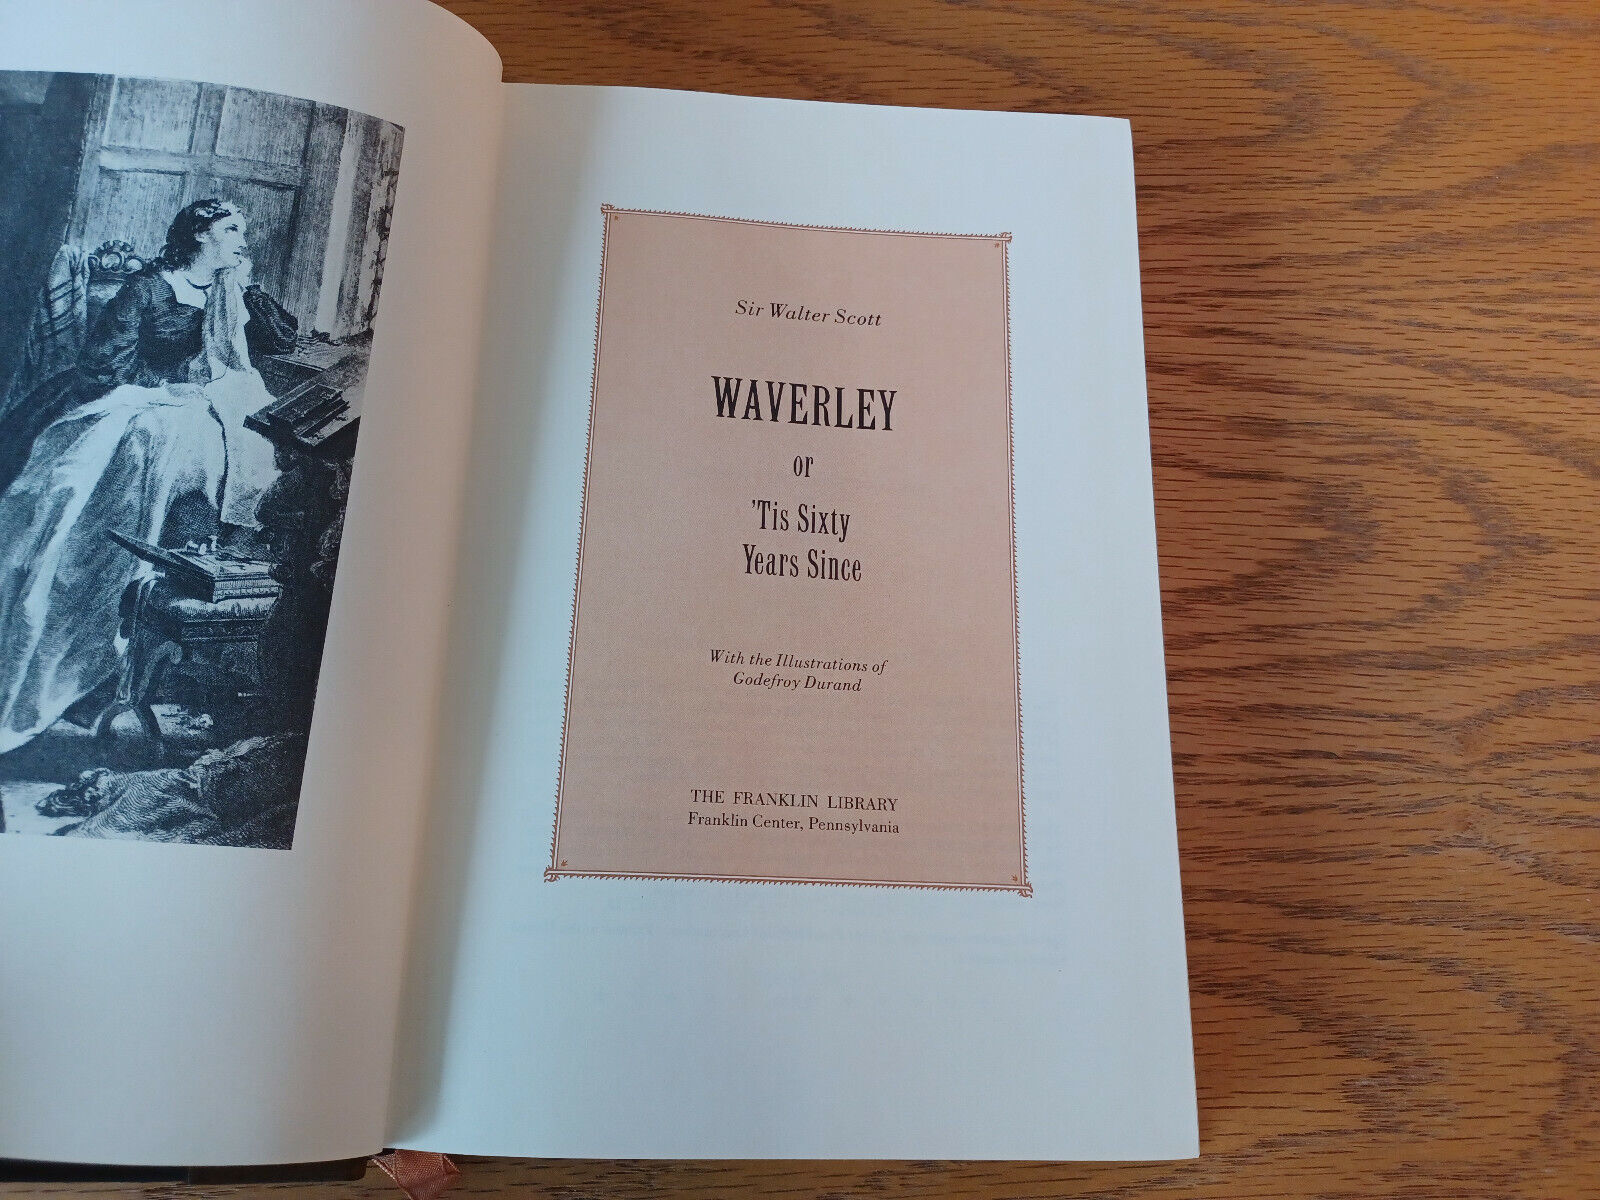 Sir Walter Scott
WAVERLEY
or
'Tis Sixty
Years Since
With the Illustrations of
Godefroy Durand
THE FRANKLIN LIBRARY
Franklin Center, Pennsylvania